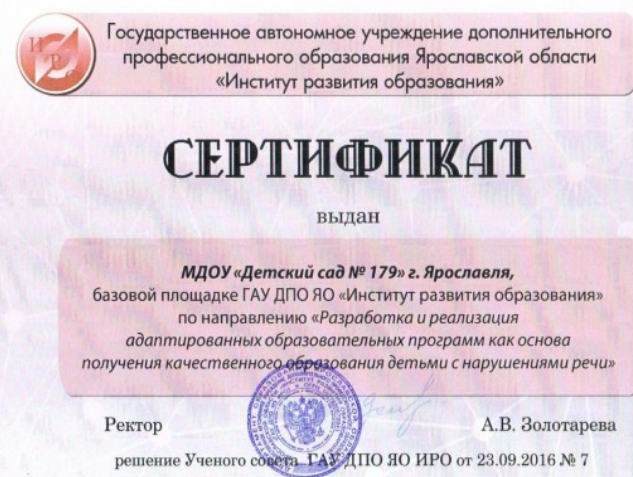 ИРО
Государственное автономное учреждение дополнительного
профессионального образования Ярославской области
«Институт развития образования»
СЕРТИФИКАТ
выдан
МДОУ «Детский сад № 179» г. Ярославля,
базовой площадке ГАУ ДПО ЯО «Институт развития образования»
по направлению «Разработка и реализация
адаптированных образовательных программ как основа
получения качественного образования детьми с нарушениями речи»
Ректор
А.В. Золотарева
решение Ученого совета ГАУ ДПО ЯО ИРО от 23.09.2016 № 7